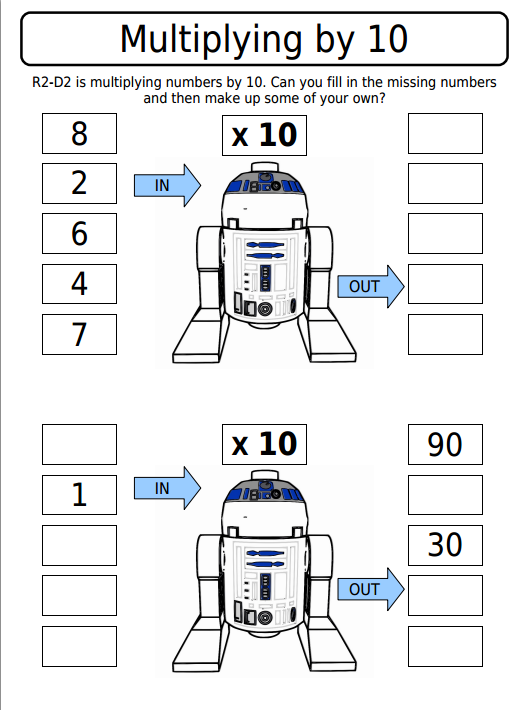 Multiplying by 10
R2-D2 is multiplying numbers by 10. Can you fill in the missing numbers
and then make up some of your own?
8
x 10
2
IN
6
4
OUT
7
x 10
90
1
IN
30
OUT